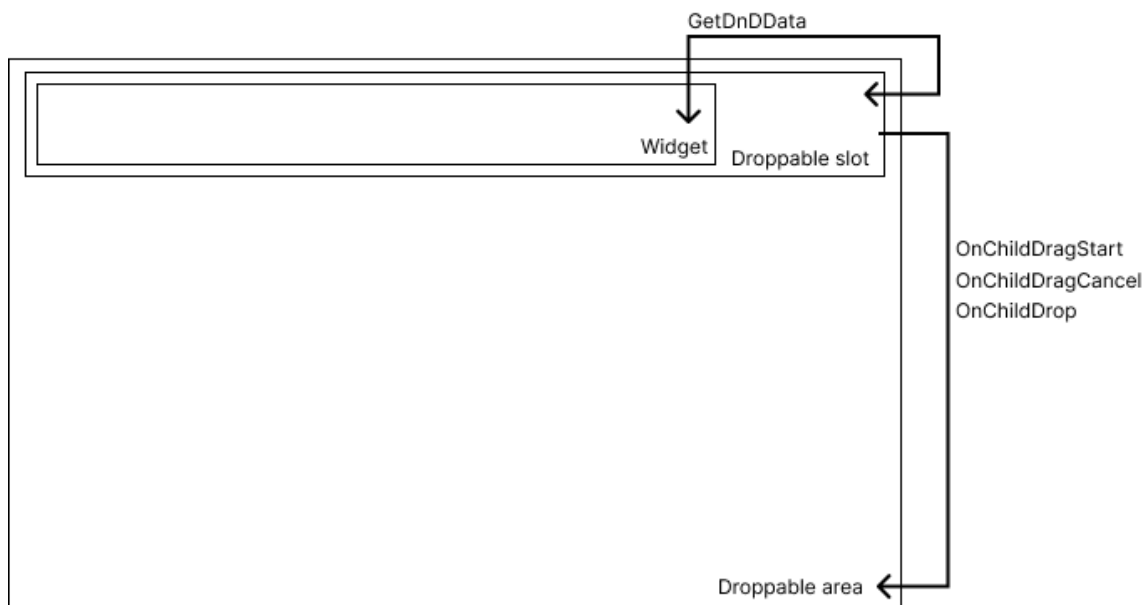 GetDnDData
Widget
Droppable slot
OnChildDragStart
OnChildDragCancel
OnChildDrop
Droppable area